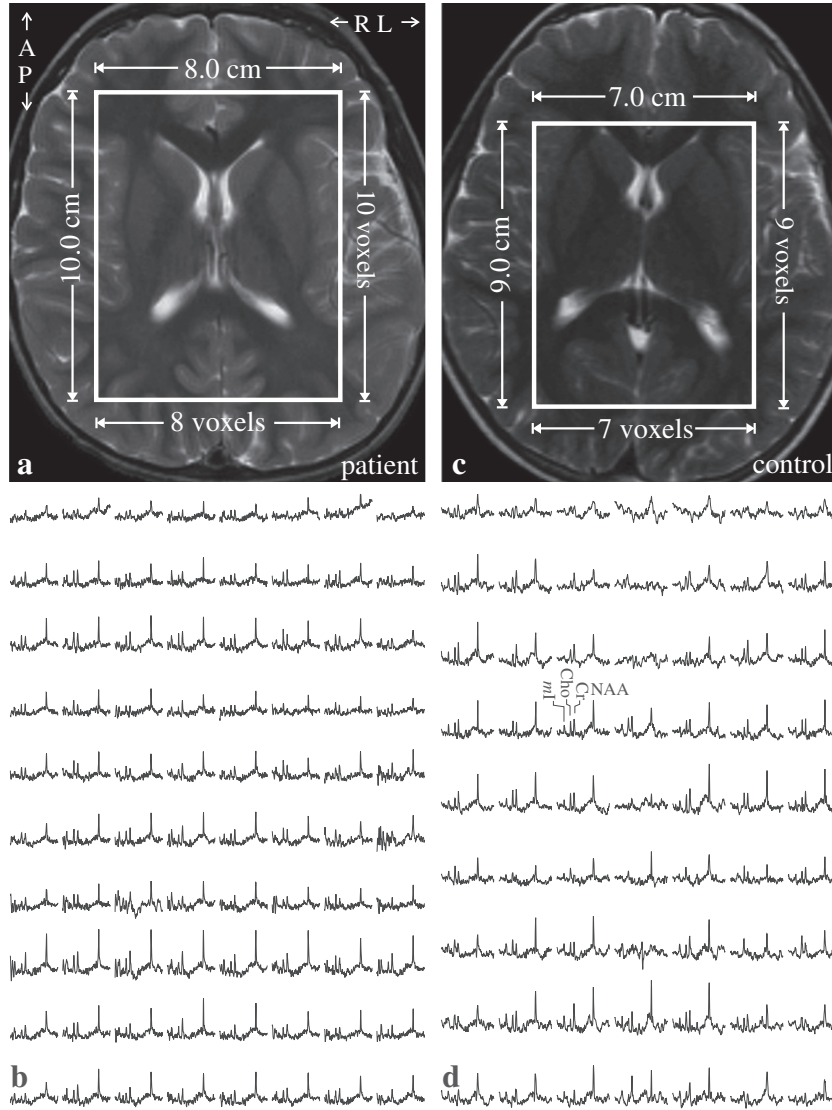 A
P
R L
8.0 cm
10.0 cm
10 voxels
8 voxels
a
patient
7.0 cm
9.0 cm
9 voxels
7 voxels
c
control
mI
Cho
Cr
NAA
b
d